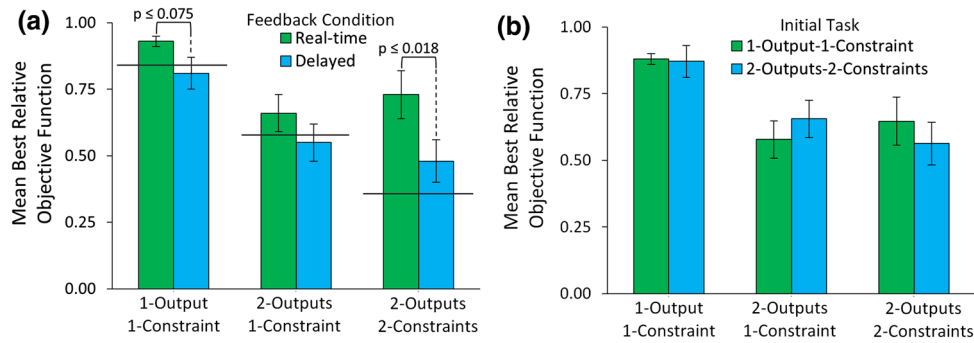 (a)
p ≤ 0.075
Feedback Condition
Real-time
Delayed
p ≤ 0.018
Mean Best Relative
Objective Function
1.00
0.75
0.50
0.25
0.00
1-Output
1-Constraint
2-Outputs
1-Constraint
2-Outputs
2-Constraints
(b)
Initial Task
1-Output-1-Constraint
2-Outputs-2-Constraints
Mean Best Relative
Objective Function
1.00
0.75
0.50
0.25
0.00
1-Output
1-Constraint
2-Outputs
1-Constraint
2-Outputs
2-Constraints